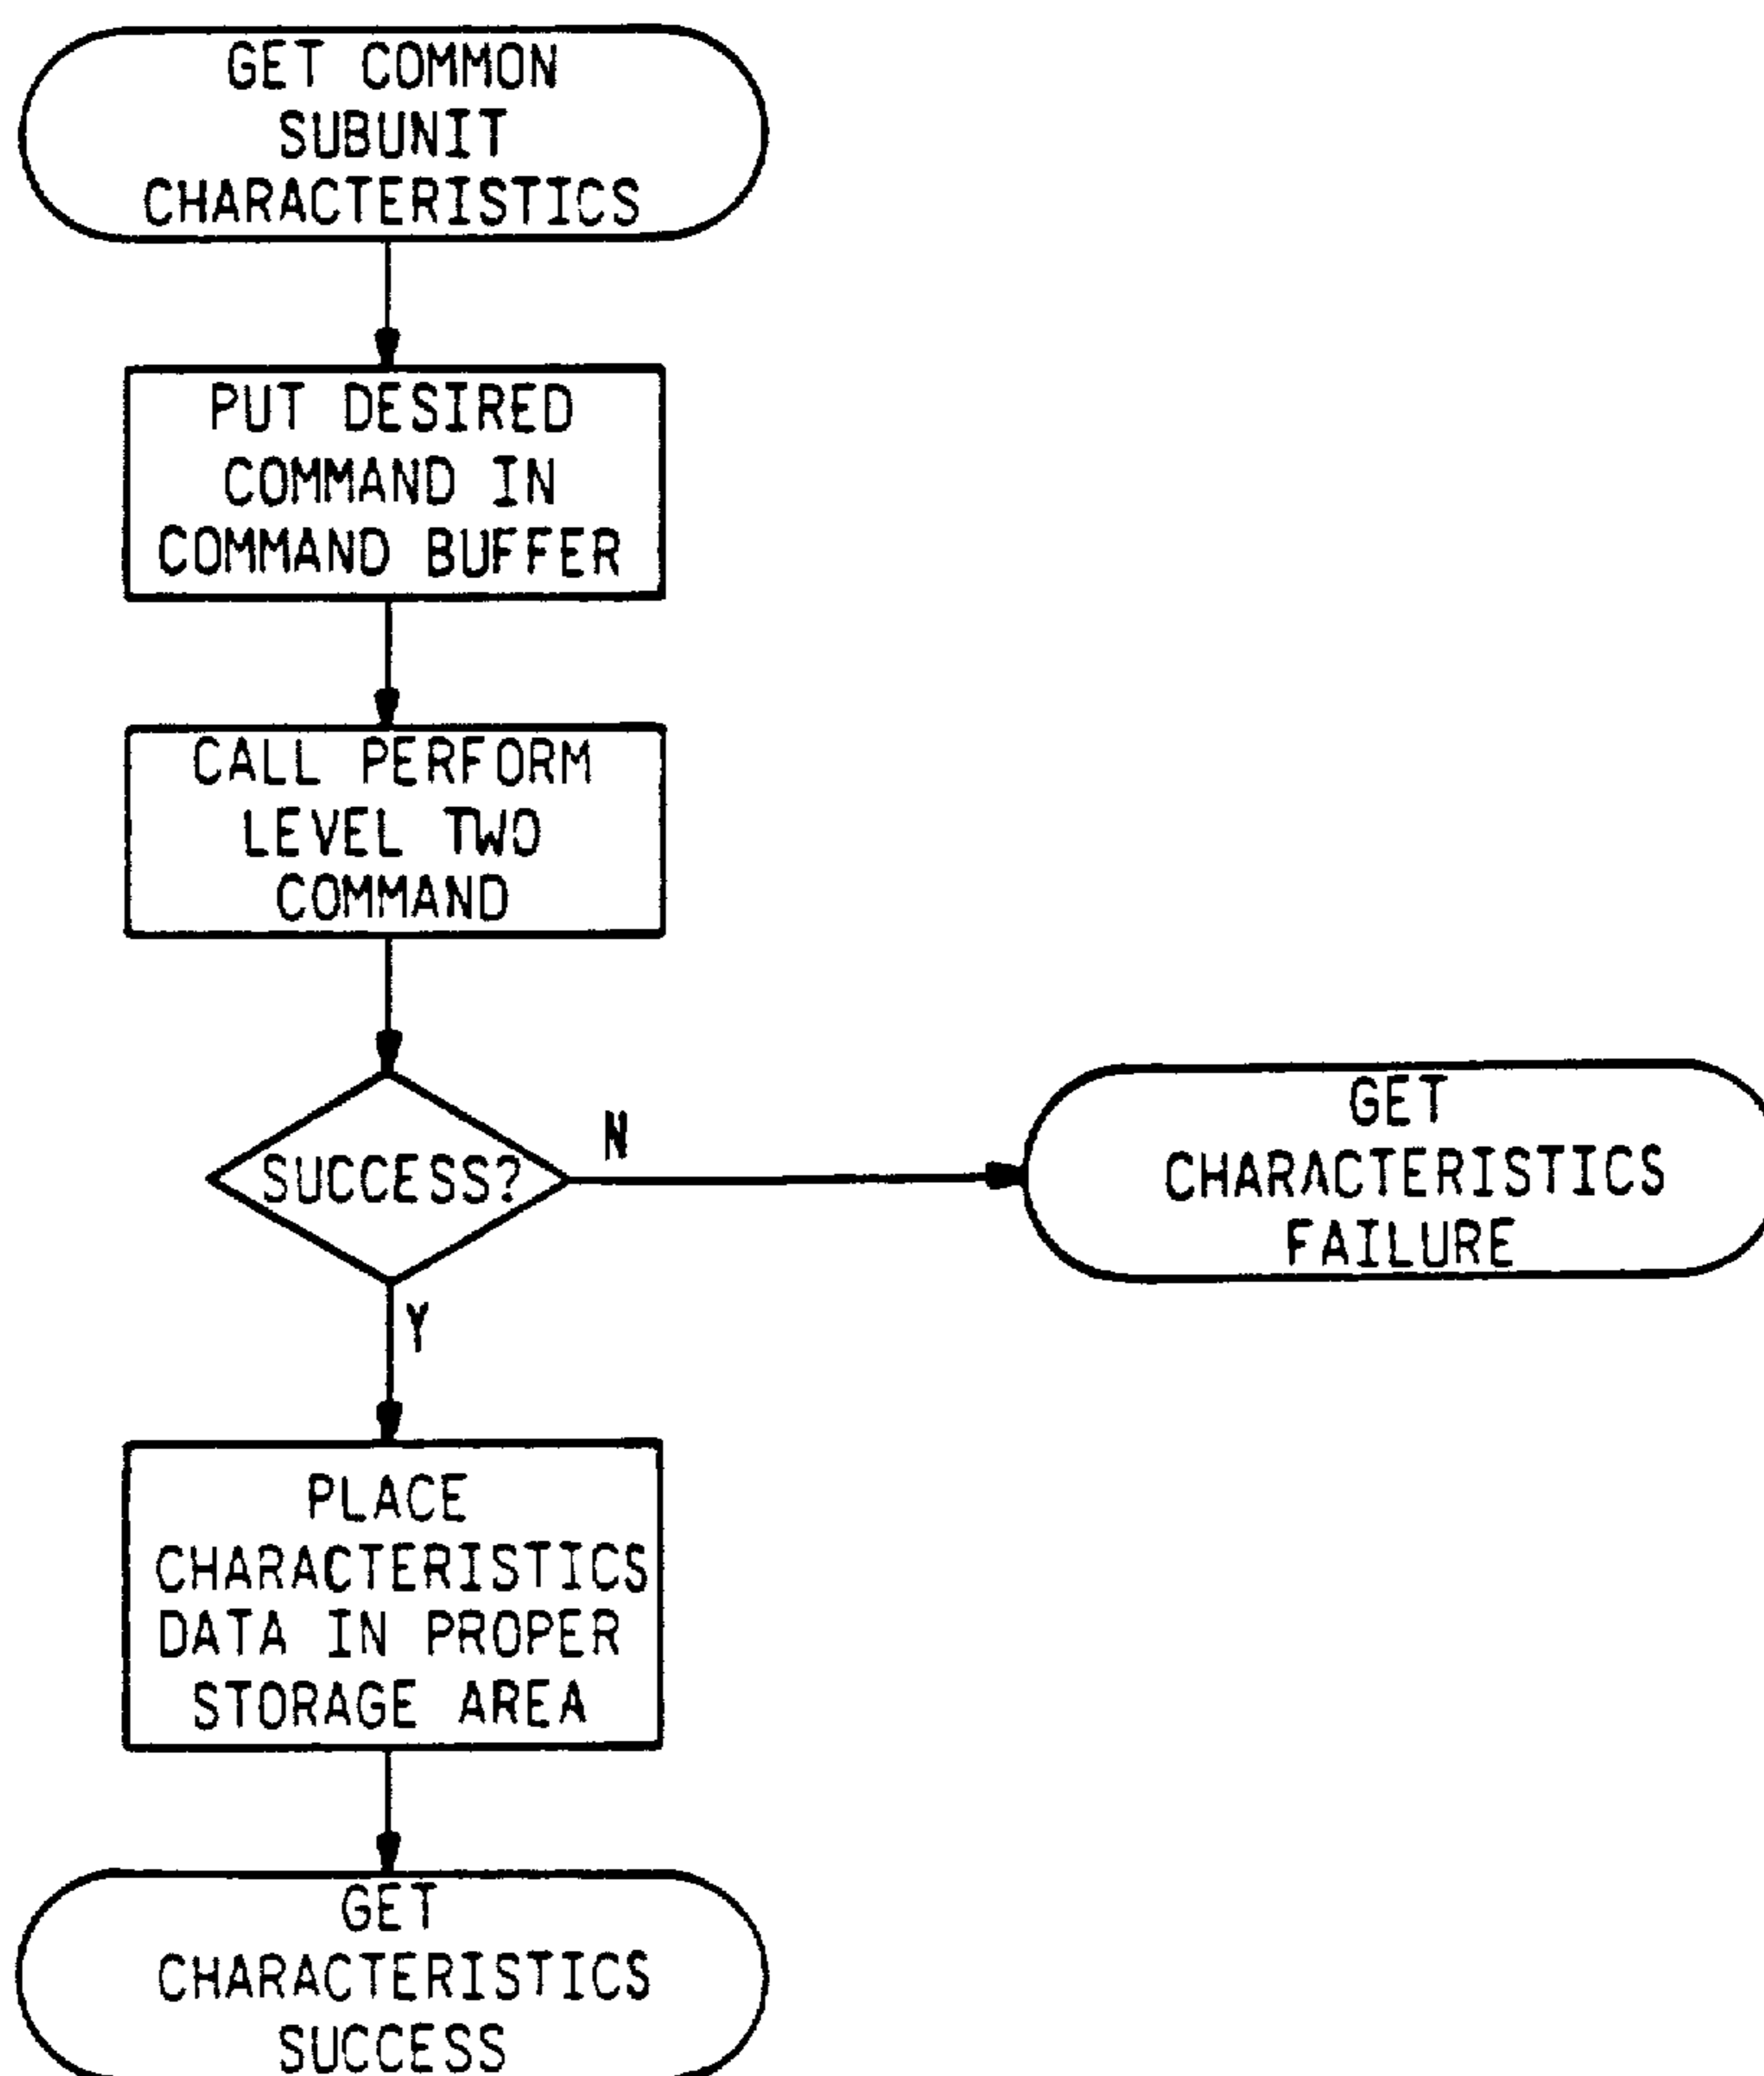 GET COMMON
SUBUNIT
CHARACTERISTICS
PUT DESIRED
COMMAND IN
COMMAND BUFFER
CALL PERFORM
LEVEL TWO
COMMAND
SUCCESS?
N
GET
CHARACTERISTICS
FAILURE
Y
PLACE
CHARACTERISTICS
DATA IN PROPER
STORAGE AREA
GET
CHARACTERISTICS
SUCCESS